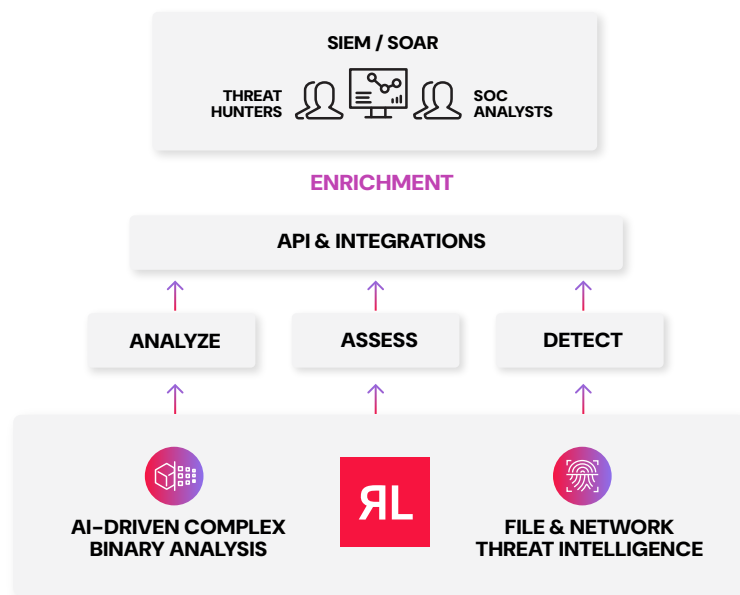 SIEM / SOAR
THREAT
HUNTERS
SOC
ANALYSTS
ENRICHMENT
API & INTEGRATIONS
ANALYZE
ASSESS
DETECT
ЯL
AI-DRIVEN COMPLEX
BINARY ANALYSIS
FILE & NETWORK
THREAT INTELLIGENCE